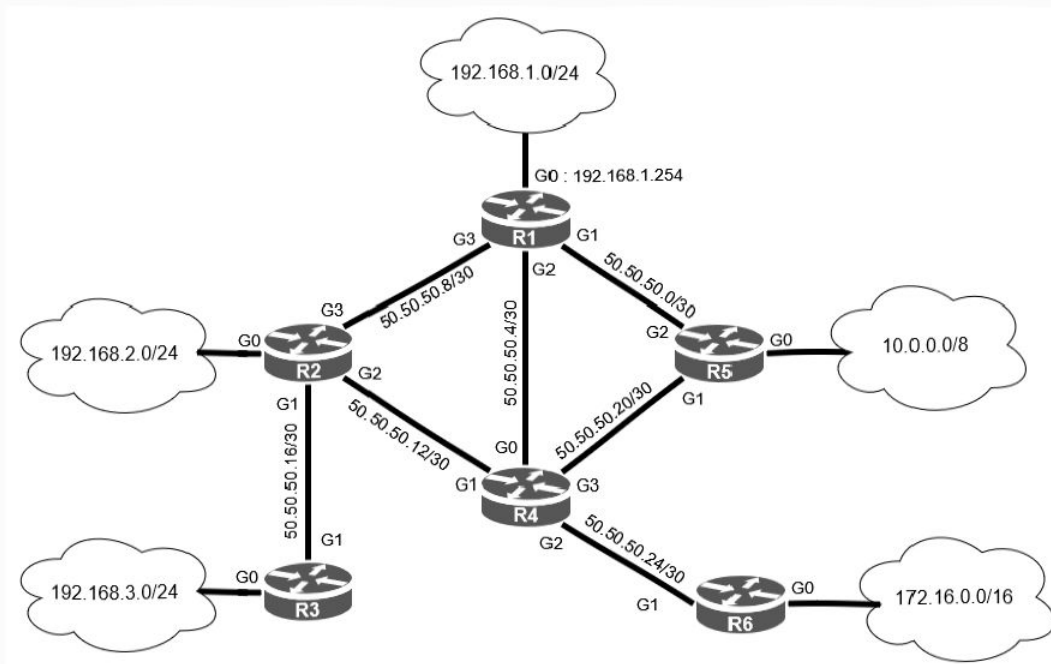 192.168.1.0/24
G0 : 192.168.1.254
R1
G3
G1
G2
50.50.50.8/30
50.50.50.0/30
50.50.50.4/30
G3
G2
192.168.2.0/24
G0
R2
G2
G1
R5
G0
G1
10.0.0.0/8
50.50.50.12/30
50.50.50.20/30
50.50.50.16/30
G0
G1
R4
G3
G2
50.50.50.24/30
G1
192.168.3.0/24
G0
R3
G1
R6
G0
172.16.0.0/16